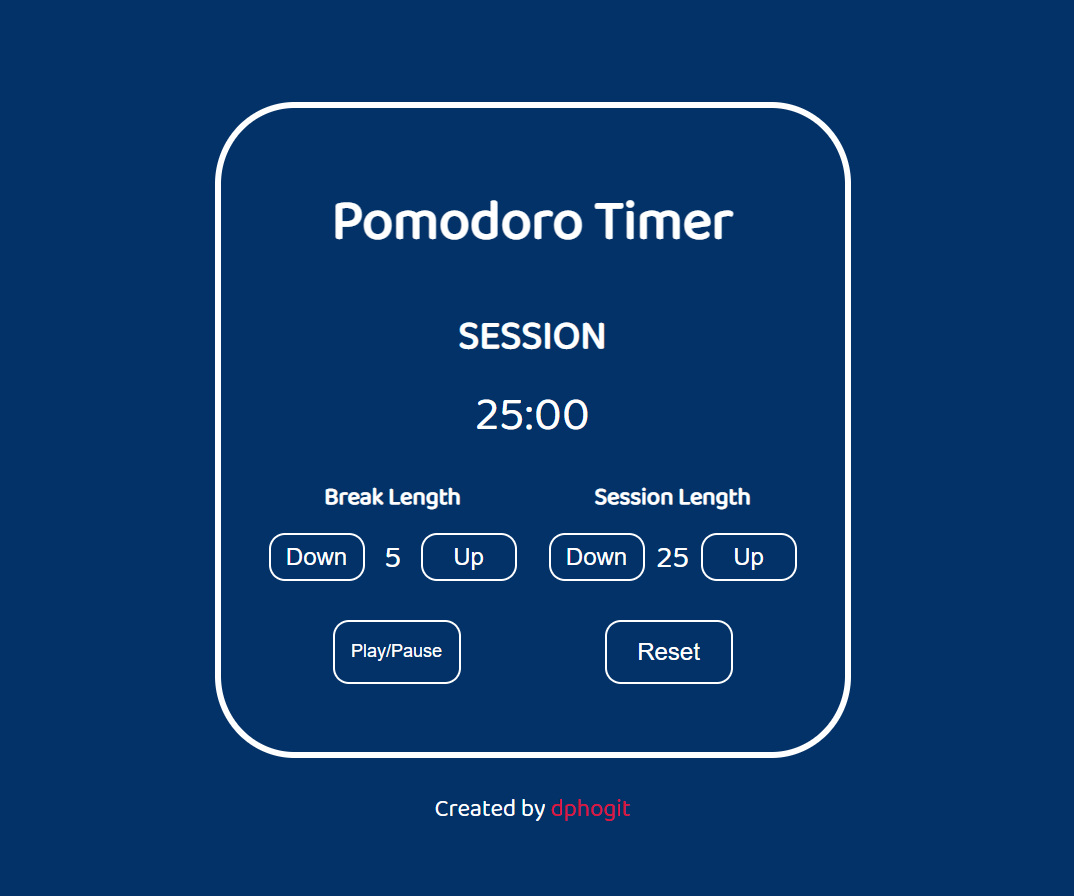 Pomodoro Timer
SESSION
25:00
Break Length
Session Length
Down 5 Up
Down 25 Up
Play/Pause
Reset
Created by dphogit